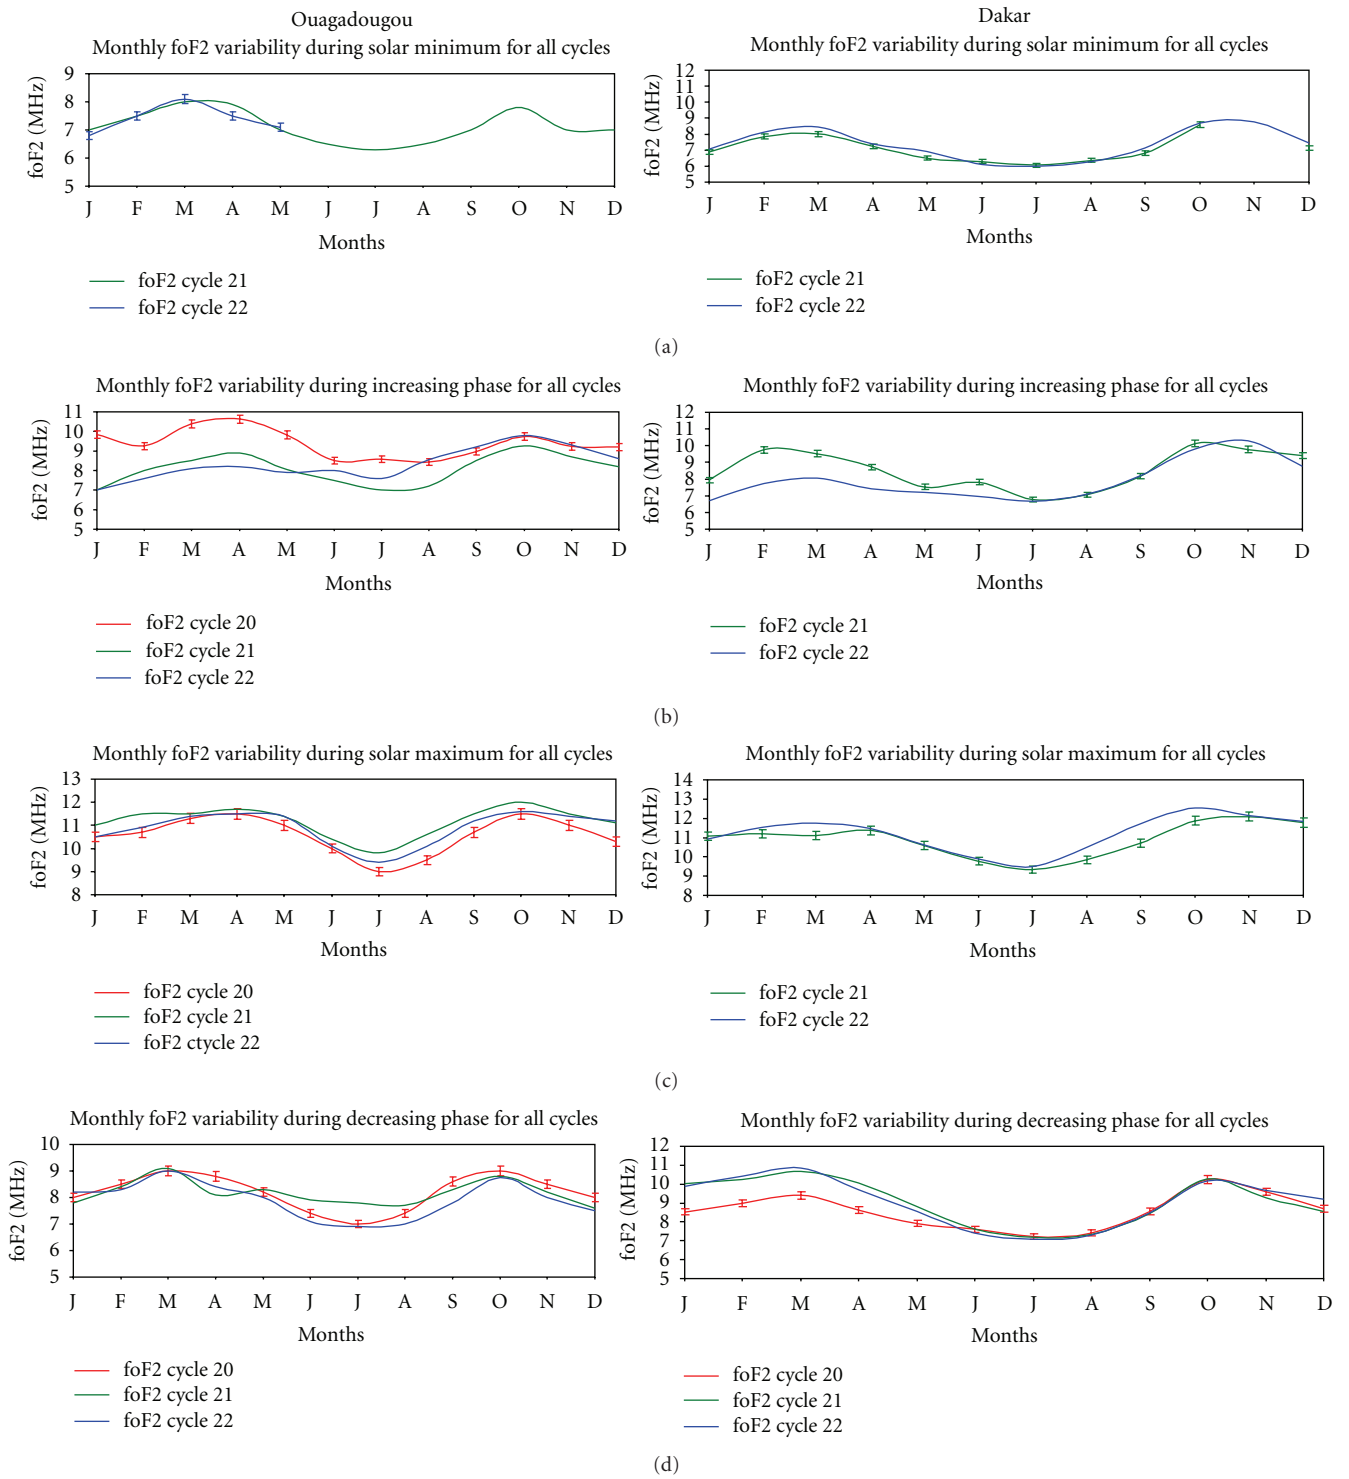 Ouagadougou
Monthly foF2 variability during solar minimum for all cycles
foF2 (MHz)
9
8
7
6
5
J F M A M J J A S O N D
Months
foF2 cycle 21
foF2 cycle 22
Dakar
Monthly foF2 variability during solar minimum for all cycles
foF2 (MHz)
12
11
10
9
8
7
6
5
J F M A M J J A S O N D
Months
foF2 cycle 21
foF2 cycle 22
(a)
Monthly foF2 variability during increasing phase for all cycles
foF2 (MHz)
11
10
9
8
7
6
5
J F M A M J J A S O N D
Months
foF2 cycle 20
foF2 cycle 21
foF2 cycle 22
Monthly foF2 variability during increasing phase for all cycles
foF2 (MHz)
12
11
10
9
8
7
6
5
J F M A M J J A S O N D
Months
foF2 cycle 21
foF2 cycle 22
(b)
Monthly foF2 variability during solar maximum for all cycles
foF2 (MHz)
13
12
11
10
9
8
J F M A M J J A S O N D
Months
foF2 cycle 20
foF2 cycle 21
foF2 ctycle 22
Monthly foF2 variability during solar maximum for all cycles
foF2 (MHz)
14
13
12
11
10
9
8
J F M A M J J A S O N D
Months
foF2 cycle 21
foF2 cycle 22
(c)
Monthly foF2 variability during decreasing phase for all cycles
foF2 (MHz)
10
9
8
7
6
5
J F M A M J J A S O N D
Months
foF2 cycle 20
foF2 cycle 21
foF2 cycle 22
Monthly foF2 variability during decreasing phase for all cycles
foF2 (MHz)
12
11
10
9
8
7
6
5
J F M A M J J A S O N D
Months
foF2 cycle 20
foF2 cycle 21
foF2 cycle 22
(d)